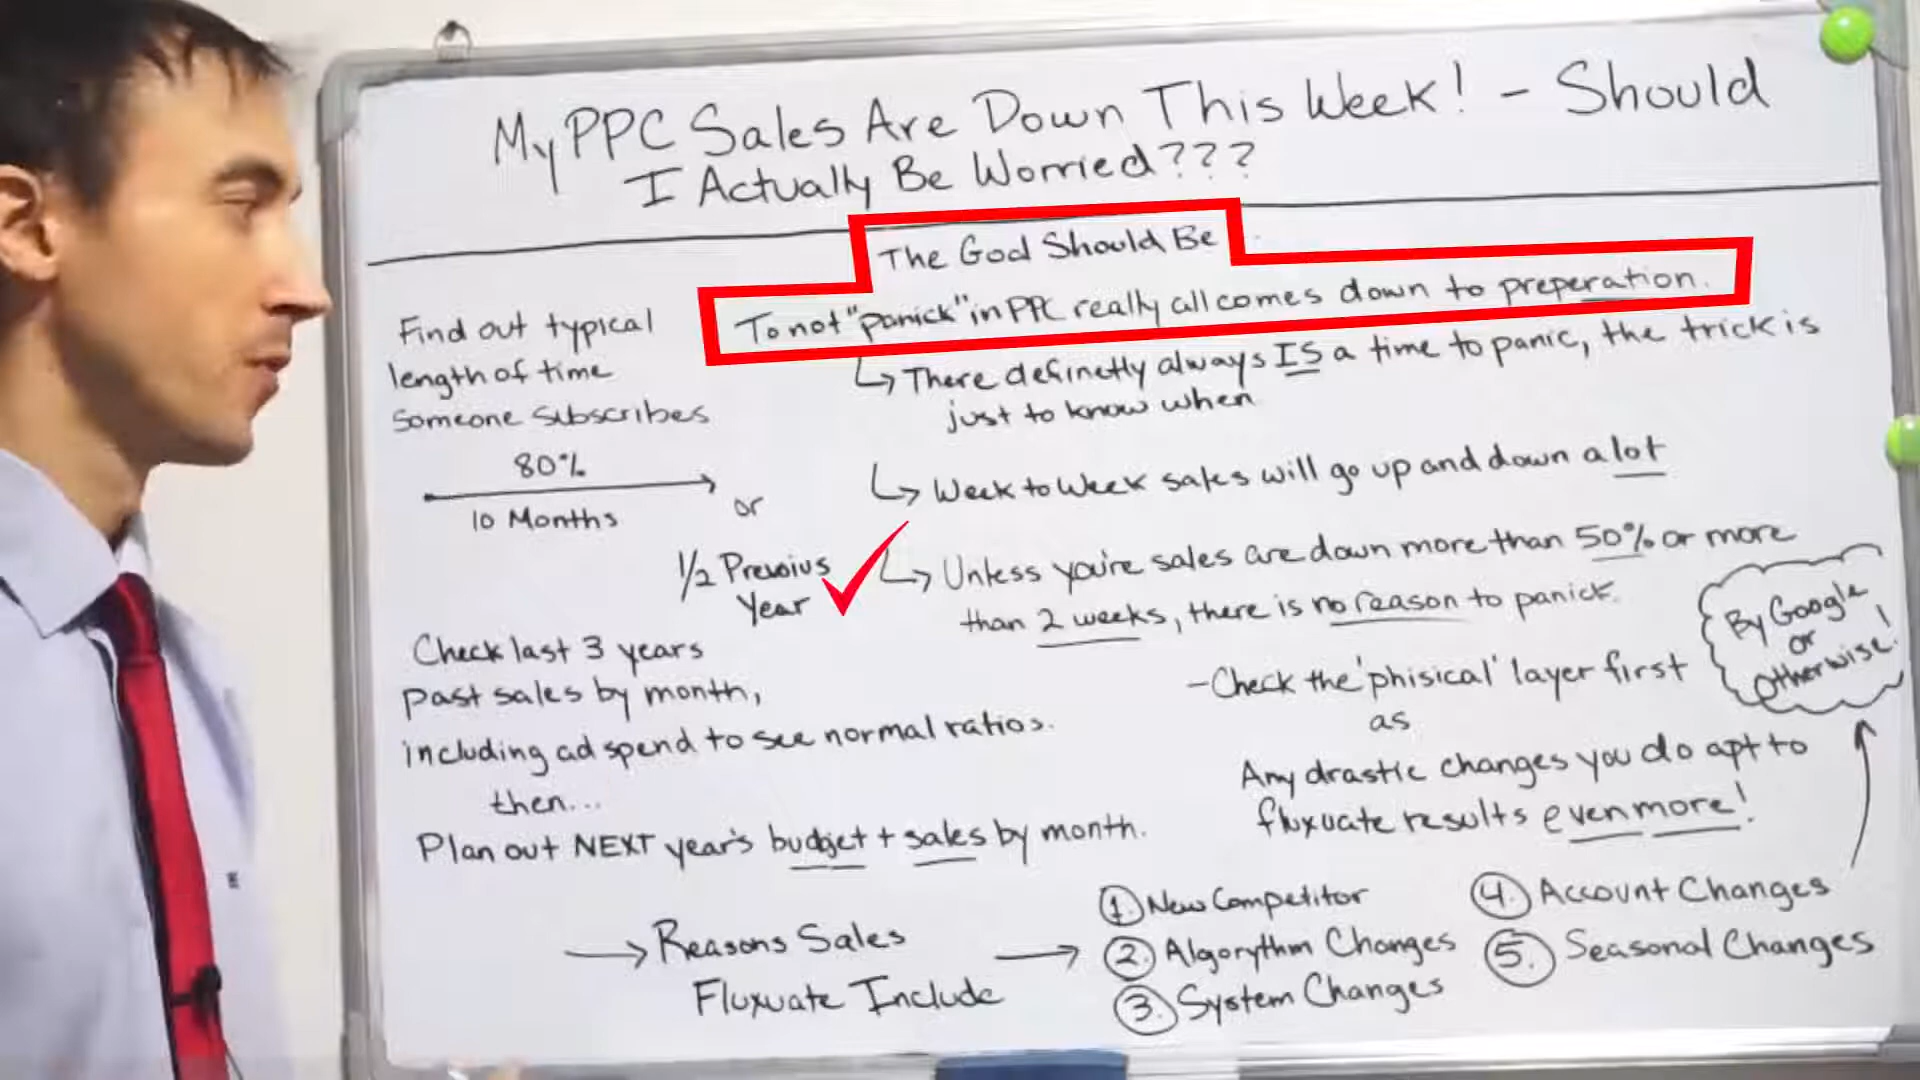 My PPC Sales Are Down This Week! - Should
I Actually Be Worried???
The Goal Should Be
To not "panick" in PPC really all comes down to preperation.
↳ There definetly always IS a time to panic, the trick is
just to know when
↳ Week to Week sales will go up and down a lot
↳ Unless you're sales are down more than 50% or more
than 2 weeks, there is no reason to panick.
- Check the 'phisical' layer first
as
Any drastic changes you do apt to
fluxuate results even more!
By Google
or
Otherwise!
Find out typical
length of time
Someone subscribes
80%
10 Months
or
1/2 Previous
Year
Check last 3 years
past sales by month,
including ad spend to see normal ratios.
then...
Plan out NEXT year's budget + sales by month.
→ Reasons Sales
Fluxuate Include →
1. New Competitor
2. Algorythm Changes
3. System Changes
4. Account Changes
5. Seasonal Changes